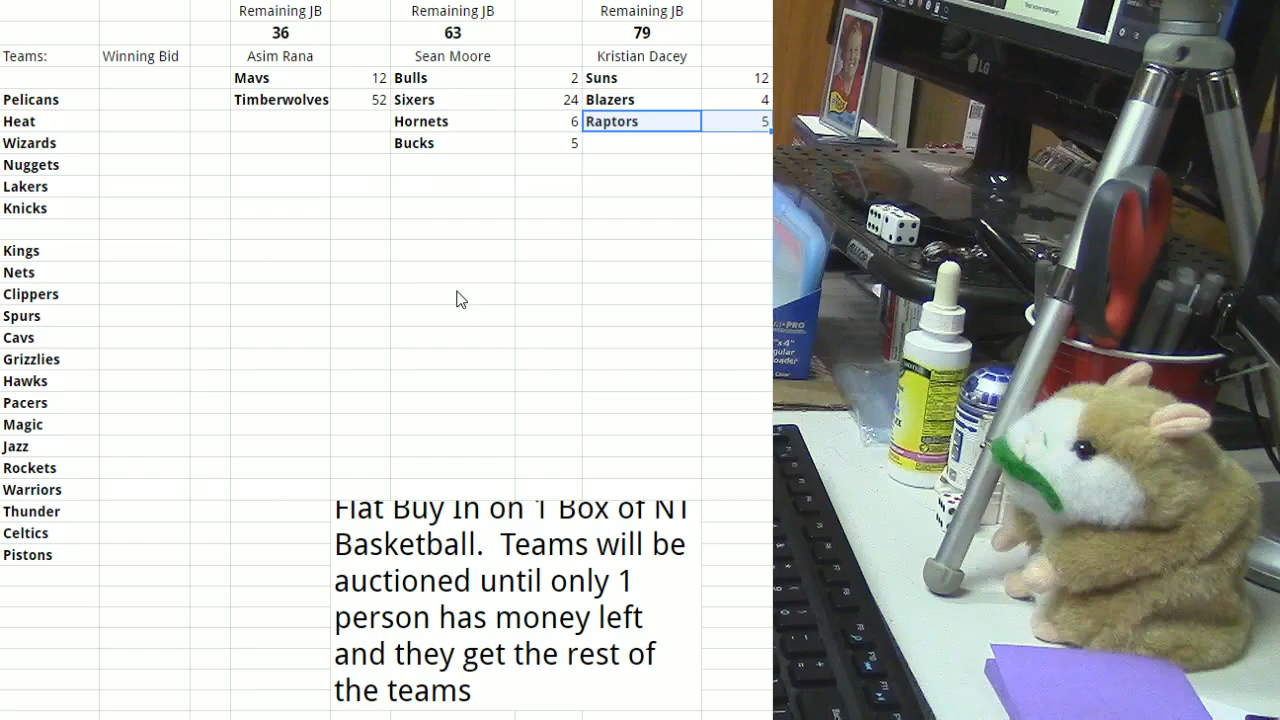 Remaining JB Remaining JB Remaining JB
36 63 79
Teams: Winning Bid Asim Rana Sean Moore Kristian Dacey
Mavs 12 Bulls 2 Suns 12
Pelicans Timberwolves 52 Sixers 24 Blazers 4
Heat Hornets 6 Raptors 5
Wizards Bucks 5
Nuggets
Lakers
Knicks
Kings
Nets
Clippers
Spurs
Cavs
Grizzlies
Hawks
Pacers
Magic
Jazz
Rockets
Warriors
Thunder
Celtics
Pistons
Flat Buy In on 1 Box of NT
Basketball. Teams will be
auctioned until only 1
person has money left
and they get the rest of
the teams
LG
PRO